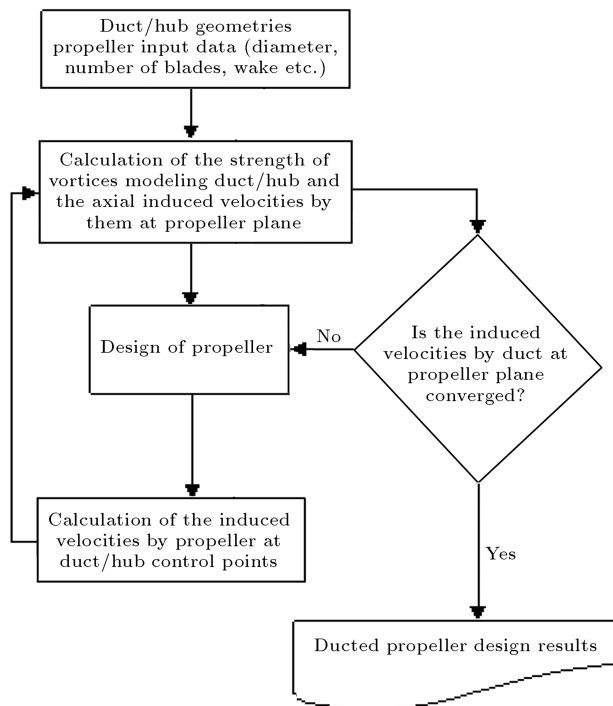 Duct/hub geometries
propeller input data (diameter,
number of blades, wake etc.)
Calculation of the strength of
vortices modeling duct/hub and
the axial induced velocities by
them at propeller plane
Design of propeller
No
Is the induced
velocities by duct at
propeller plane
converged?
Calculation of the induced
velocities by propeller at
duct/hub control points
Yes
Ducted propeller design results